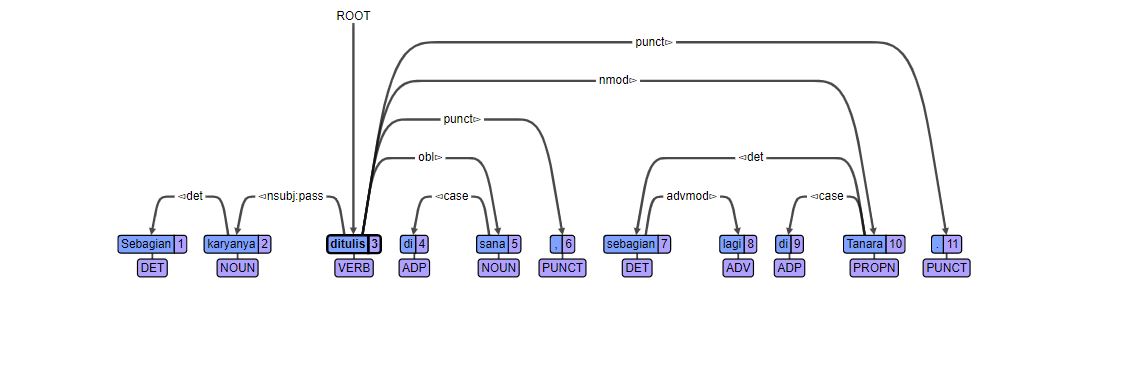 ROOT
punct▻
nmod▻
punct▻
obl▻ ◅det
◅det ◅nsubj:pass ◅case advmod▻ ◅case
Sebagian 1 karyanya 2 ditulis 3 di 4 sana 5 , 6 sebagian 7 lagi 8 di 9 Tanara 10 . 11
DET NOUN VERB ADP NOUN PUNCT DET ADV ADP PROPN PUNCT